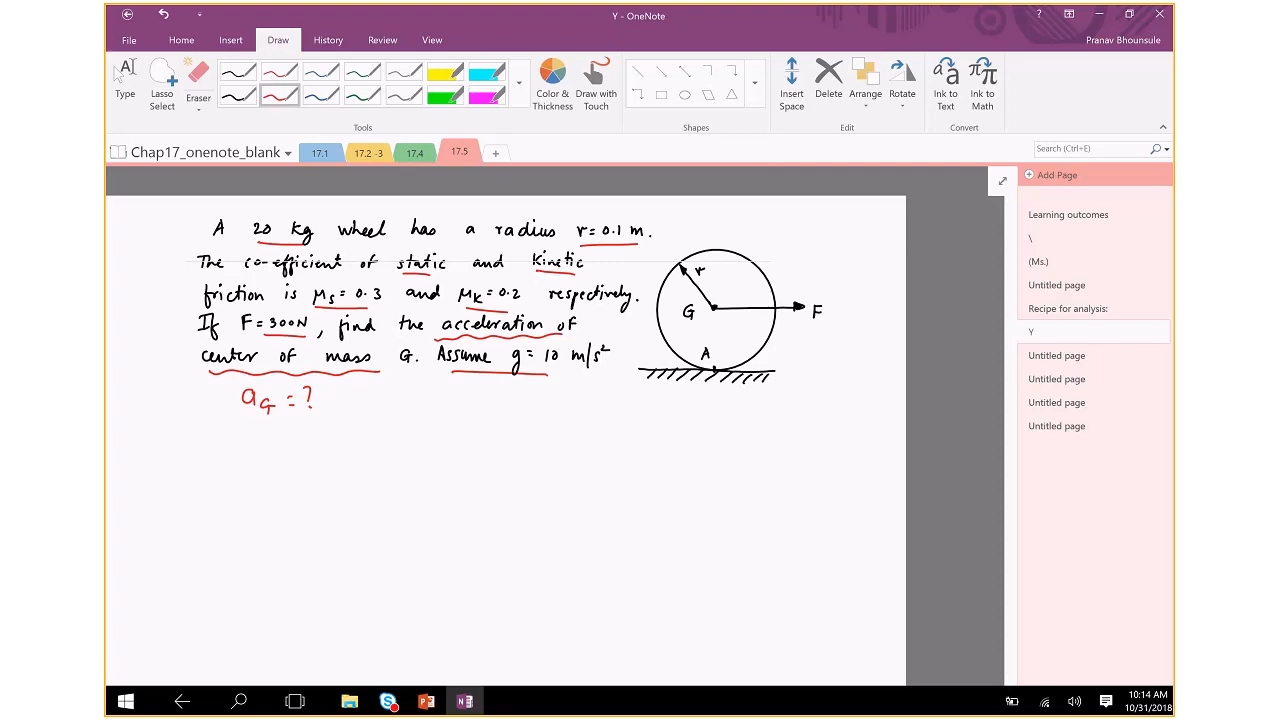 Y - OneNote
?
File
Home
Insert
Draw
History
Review
View
Pranav Bhounsule
Type
Lasso Select
Eraser
Color & Thickness
Draw with Touch
Insert Space
Delete
Arrange
Rotate
Ink to Text
Ink to Math
Tools
Shapes
Edit
Convert
Chap17_onenote_blank
17.1
17.2 -3
17.4
17.5
Search (Ctrl+E)
Add Page
Learning outcomes
\
(Ms.)
Untitled page
Recipe for analysis:
Y
Untitled page
Untitled page
Untitled page
Untitled page
A 20 kg wheel has a radius r = 0.1 m.
The co-efficient of static and kinetic
friction is μs = 0.3 and μK = 0.2 respectively.
If F = 300N, find the acceleration of
center of mass G. Assume g = 10 m/s²
aG = ?
r
G
F
A
10:14 AM
10/31/2018